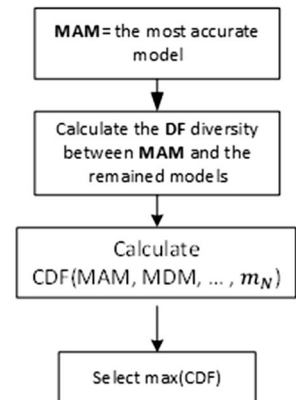 MAM= the most accurate
model
Calculate the DF diversity
between MAM and the
remained models
Calculate
CDF(MAM, MDM, ... , m_N)
Select max(CDF)